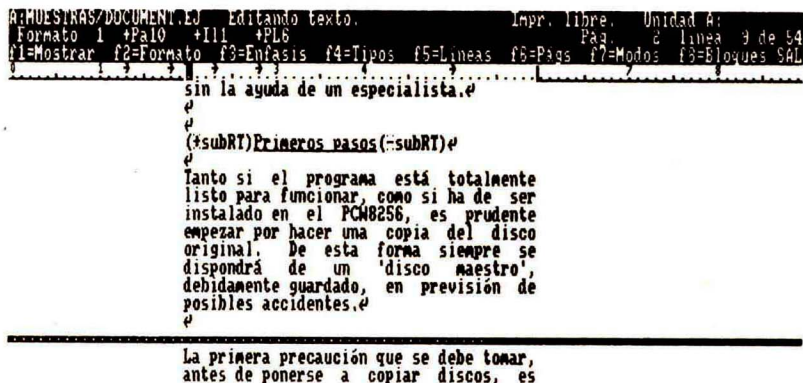 A:MUESTRAS/DOCUMENT.EJ Editando texto. Impr. libre. Unidad A:
Formato 1 +Pa10 +I11 +PL6 Pág. 2 línea 9 de 54
f1=Mostrar f2=Formato f3=Enfasis f4=Tipos f5=Líneas f6=Págs f7=Modos f8=Bloques SAL
sin la ayuda de un especialista.↵
↵
↵
(+subRT)Primeros pasos(-subRT)↵
↵
Tanto si el programa está totalmente
listo para funcionar, como si ha de ser
instalado en el PCW8256, es prudente
empezar por hacer una copia del disco
original. De esta forma siempre se
dispondrá de un 'disco maestro',
debidamente guardado, en previsión de
posibles accidentes.↵
↵
La primera precaución que se debe tomar,
antes de ponerse a copiar discos, es